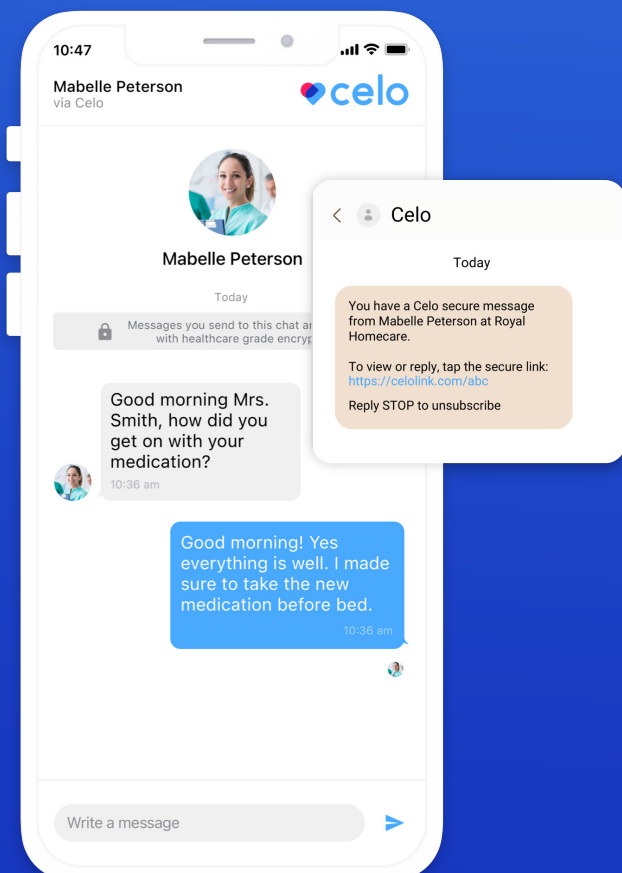 10:47
Mabelle Peterson
via Celo
celo
Mabelle Peterson
Today
Messages you send to this chat
with healthcare grade
Good morning Mrs.
Smith, how did you
get on with your
medication?
10:36 am
Good morning! Yes
everything is well. I made
sure to take the new
medication before bed.
10:36 am
Write a message
Celo
Today
You have a Celo secure message
from Mabelle Peterson at Royal
Homecare.
To view or reply, tap the secure link:
https://celolink.com/abc
Reply STOP to unsubscribe